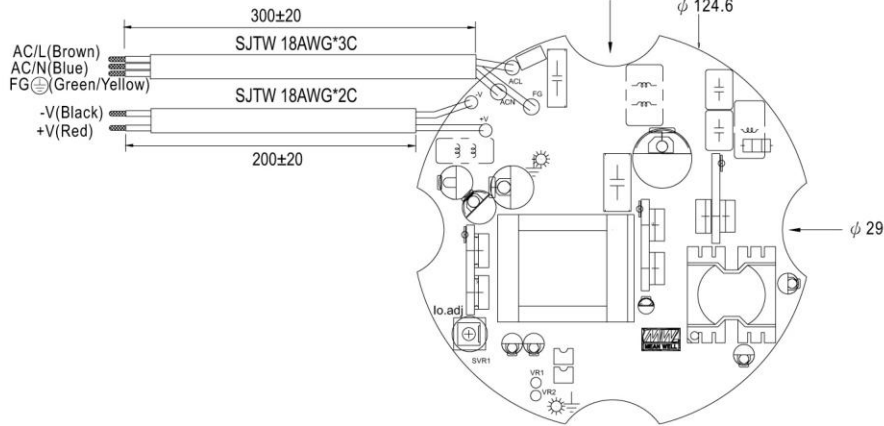 300±20
SJTW 18AWG*3C
AC/L(Brown)
AC/N(Blue)
FG(Green/Yellow)
SJTW 18AWG*2C
-V(Black)
+V(Red)
200±20
ϕ 124.6
ACL
ACN
FG
-V
+V
ϕ 29
Io.adj
SVR1
MW
MEAN WELL
VR1
VR2